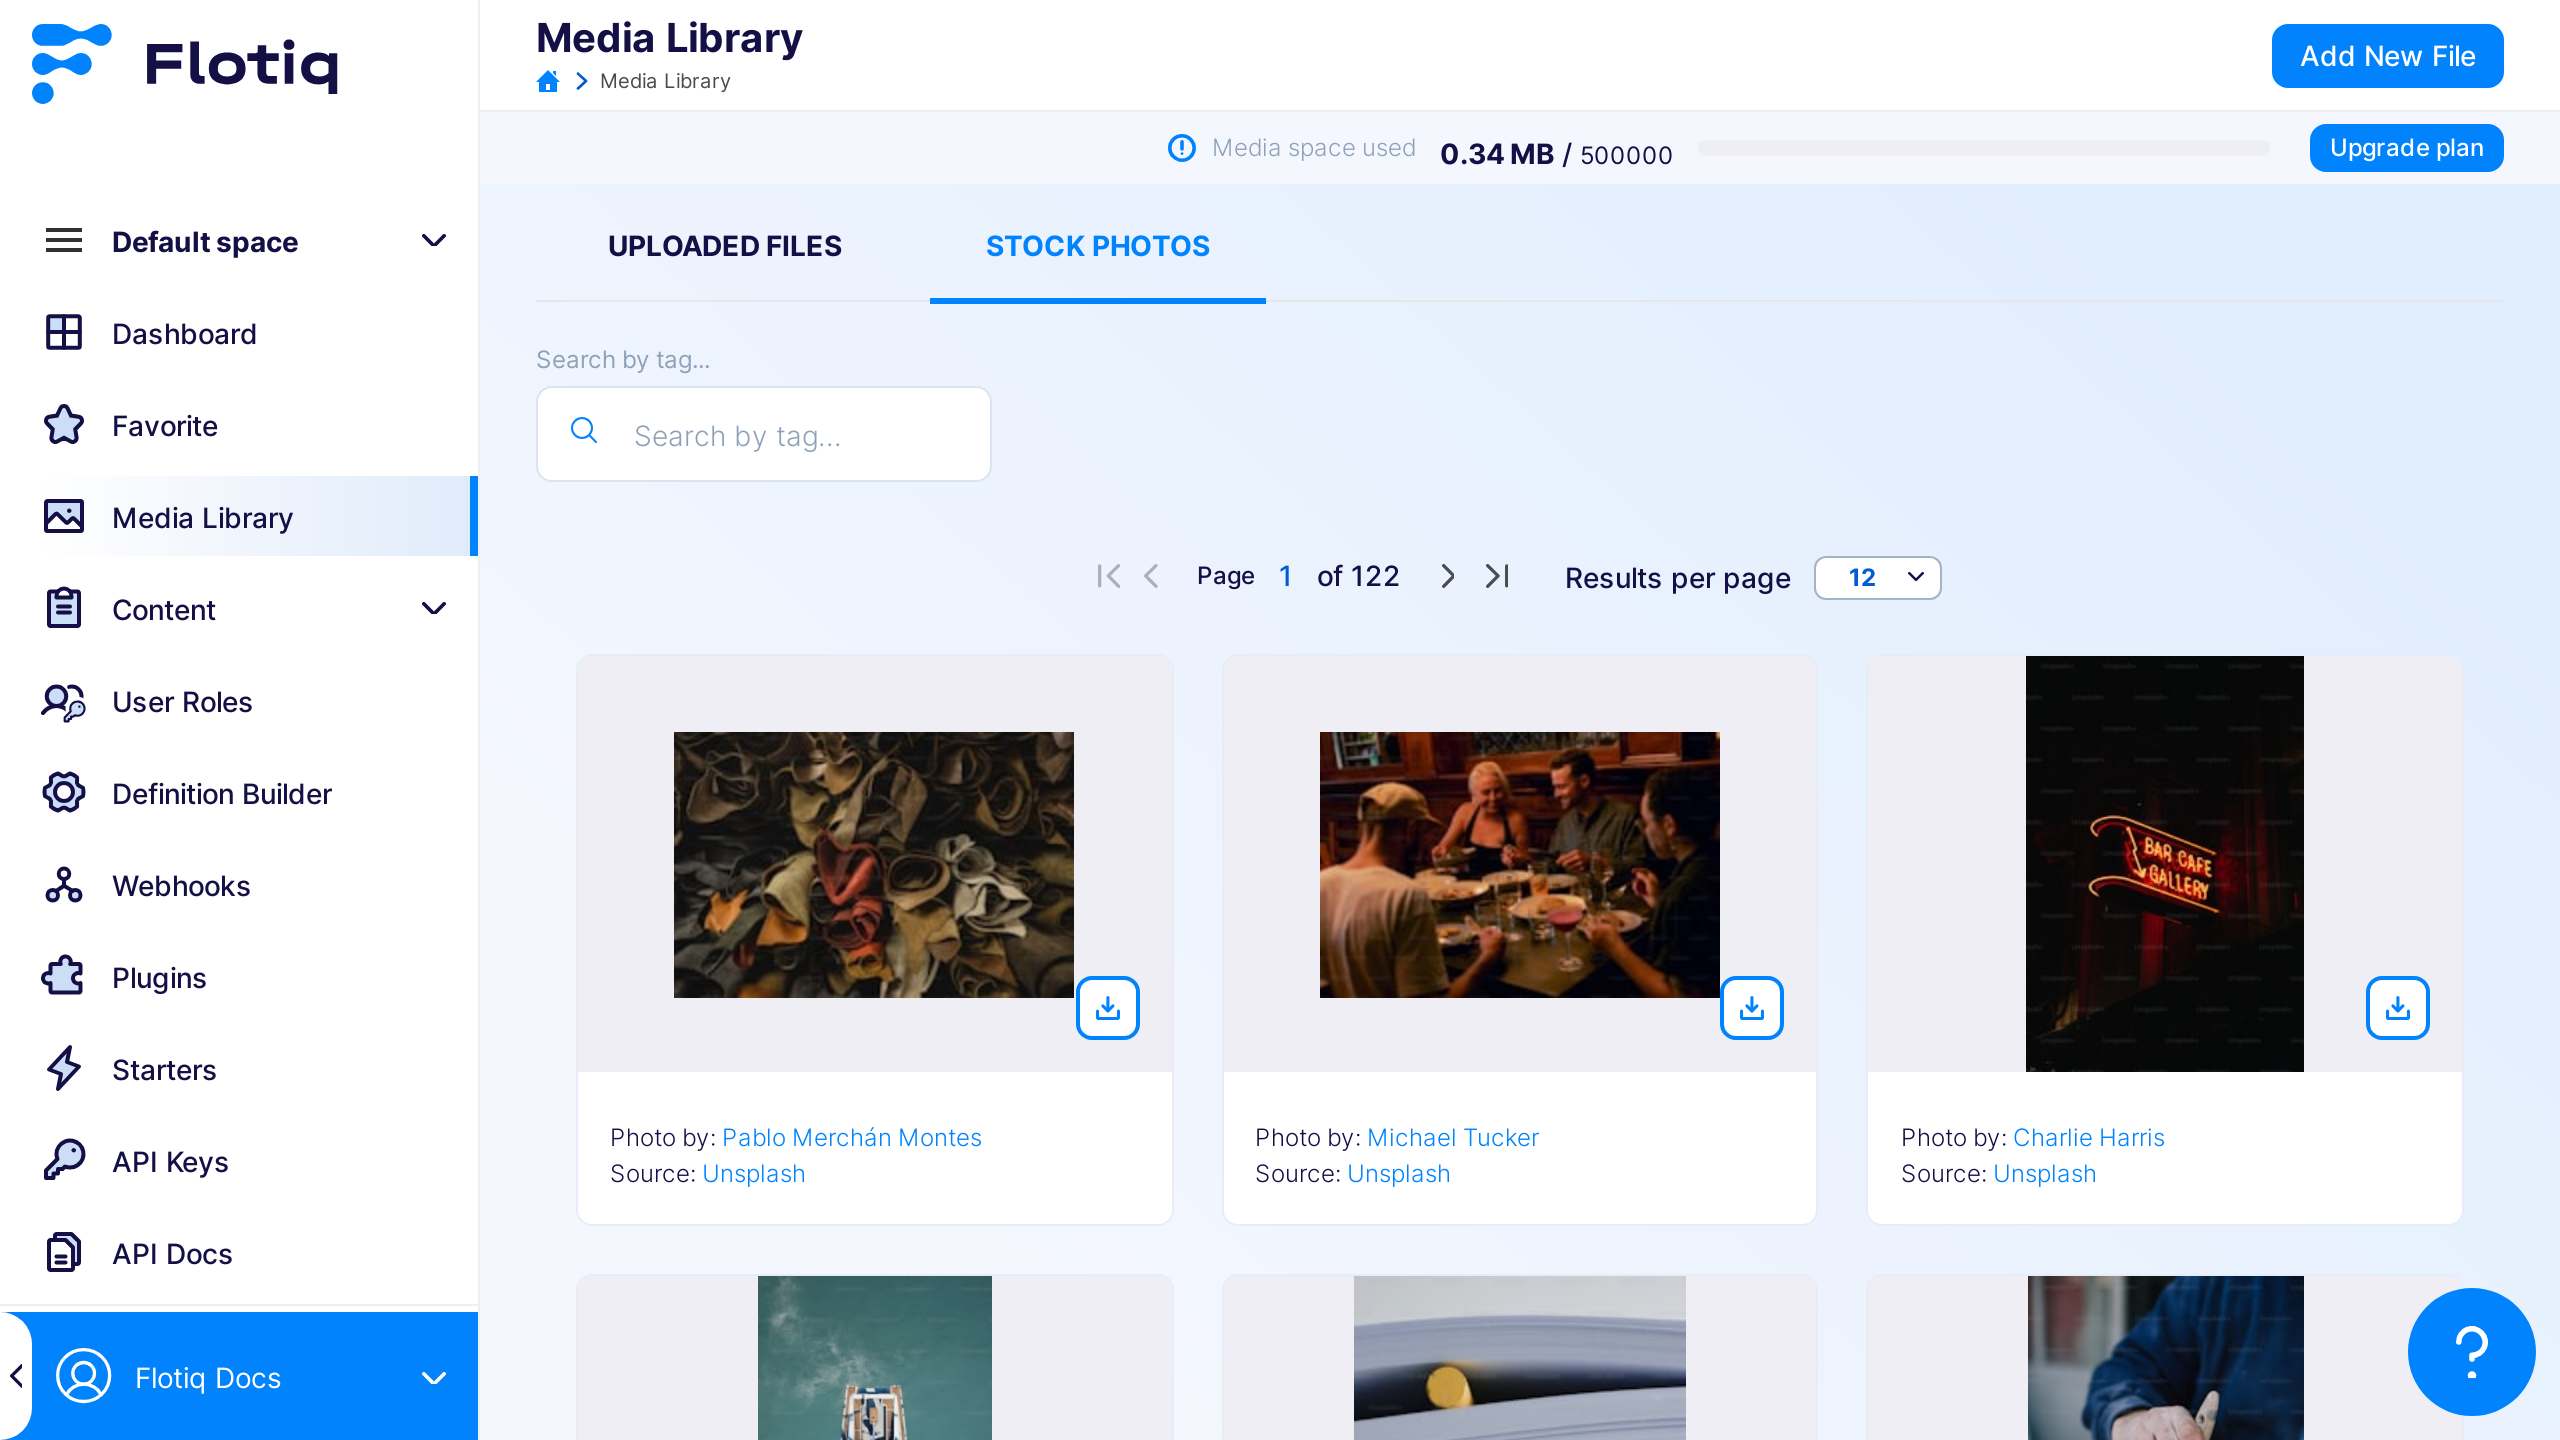 Flotiq
Default space
Dashboard
Favorite
Media Library
Content
User Roles
Definition Builder
Webhooks
Plugins
Starters
API Keys
API Docs
Flotiq Docs
Media Library
Media Library
Add New File
Media space used 0.34 MB / 500000
Upgrade plan
UPLOADED FILES
STOCK PHOTOS
Search by tag...
Search by tag...
Page 1 of 122
Results per page 12
BAR CAFE
GALLERY
Photo by: Pablo Merchán Montes
Source: Unsplash
Photo by: Michael Tucker
Source: Unsplash
Photo by: Charlie Harris
Source: Unsplash
?